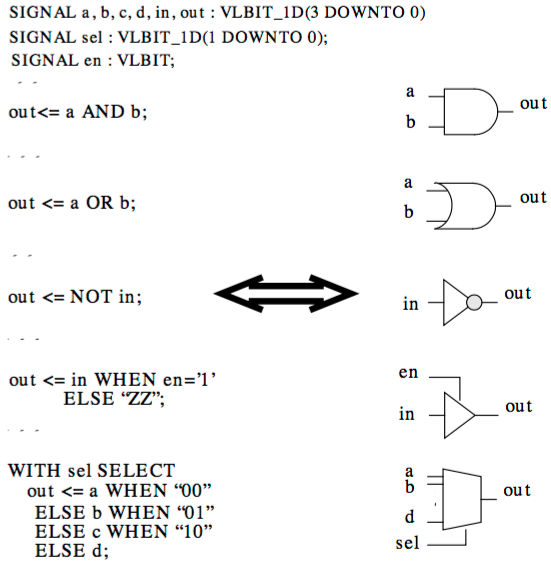 SIGNAL a, b, c, d, in, out : VLBIT_1D(3 DOWNTO 0)
SIGNAL sel : VLBIT_1D(1 DOWNTO 0);
SIGNAL en : VLBIT;
- -
out<= a AND b;
a
b
out
- - -
out <= a OR b;
a
b
out
- -
out <= NOT in;
in
out
- - -
out <= in WHEN en='1'
ELSE “ZZ”;
en
in
out
- - -
WITH sel SELECT
out <= a WHEN “00”
ELSE b WHEN “01”
ELSE c WHEN “10”
ELSE d;
a
b
d
sel
out